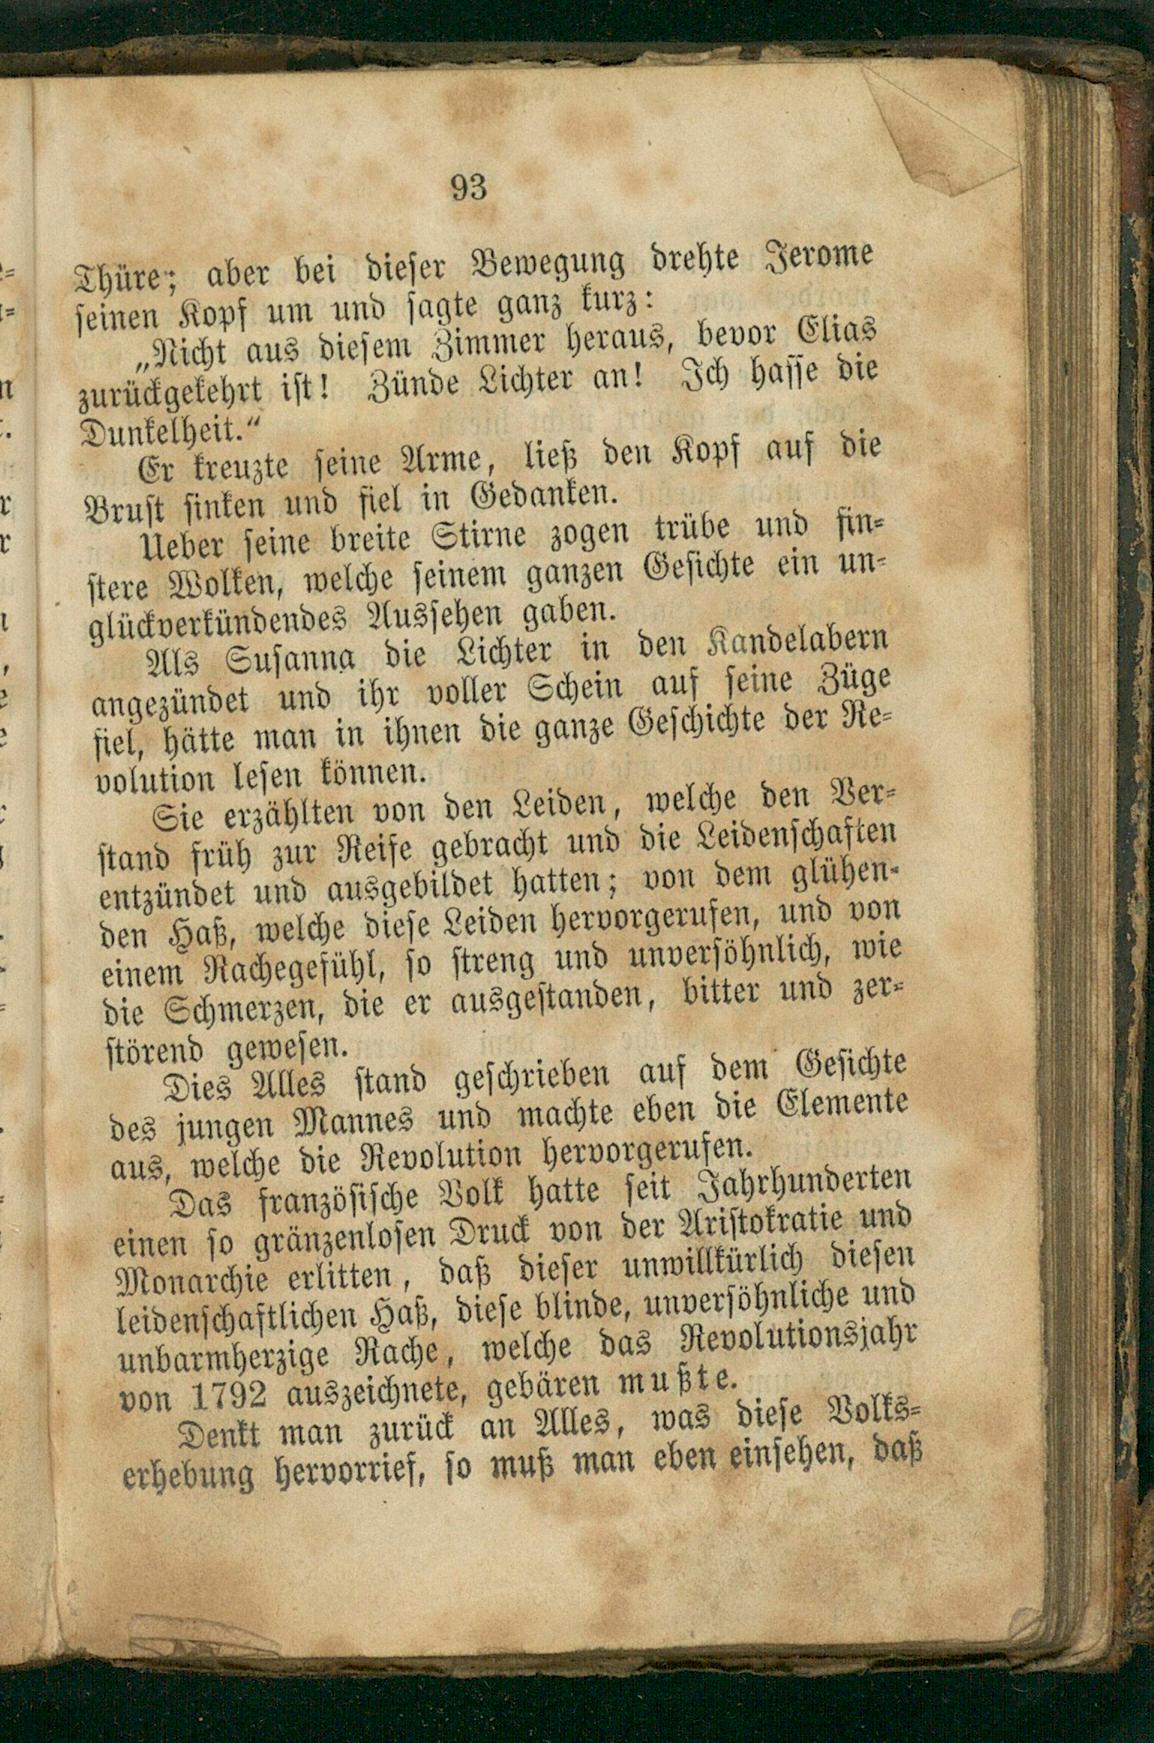 93
Thüre; aber bei dieser Bewegung drehte Jerome
seinen Kopf um und sagte ganz kurz:
„Nicht aus diesem Zimmer heraus, bevor Elias
zurückgekehrt ist! Zünde Lichter an! Ich hasse die
Dunkelheit.“
Er kreuzte seine Arme, ließ den Kopf auf die
Brust sinken und fiel in Gedanken.
Ueber seine breite Stirne zogen trübe und fin-
stere Wolken, welche seinem ganzen Gesichte ein un-
glückverkündendes Aussehen gaben.
Als Susanna die Lichter in den Kandelabern
angezündet und ihr voller Schein auf seine Züge
fiel, hätte man in ihnen die ganze Geschichte der Re-
volution lesen können.
Sie erzählten von den Leiden, welche den Ver-
stand früh zur Reife gebracht und die Leidenschaften
entzündet und ausgebildet hatten; von dem glühen-
den Haß, welche diese Leiden hervorgerufen, und von
einem Rachegefühl, so streng und unversöhnlich, wie
die Schmerzen, die er ausgestanden, bitter und zer-
störend gewesen.
Dies Alles stand geschrieben auf dem Gesichte
des jungen Mannes und machte eben die Elemente
aus, welche die Revolution hervorgerufen.
Das französische Volk hatte seit Jahrhunderten
einen so gränzenlosen Druck von der Aristokratie und
Monarchie erlitten, daß dieser unwillkürlich diesen
leidenschaftlichen Haß, diese blinde, unversöhnliche und
unbarmherzige Rache, welche das Revolutionsjahr
von 1792 auszeichnete, gebären mußte.
Denkt man zurück an Alles, was diese Volks-
erhebung hervorrief, so muß man eben einsehen, daß